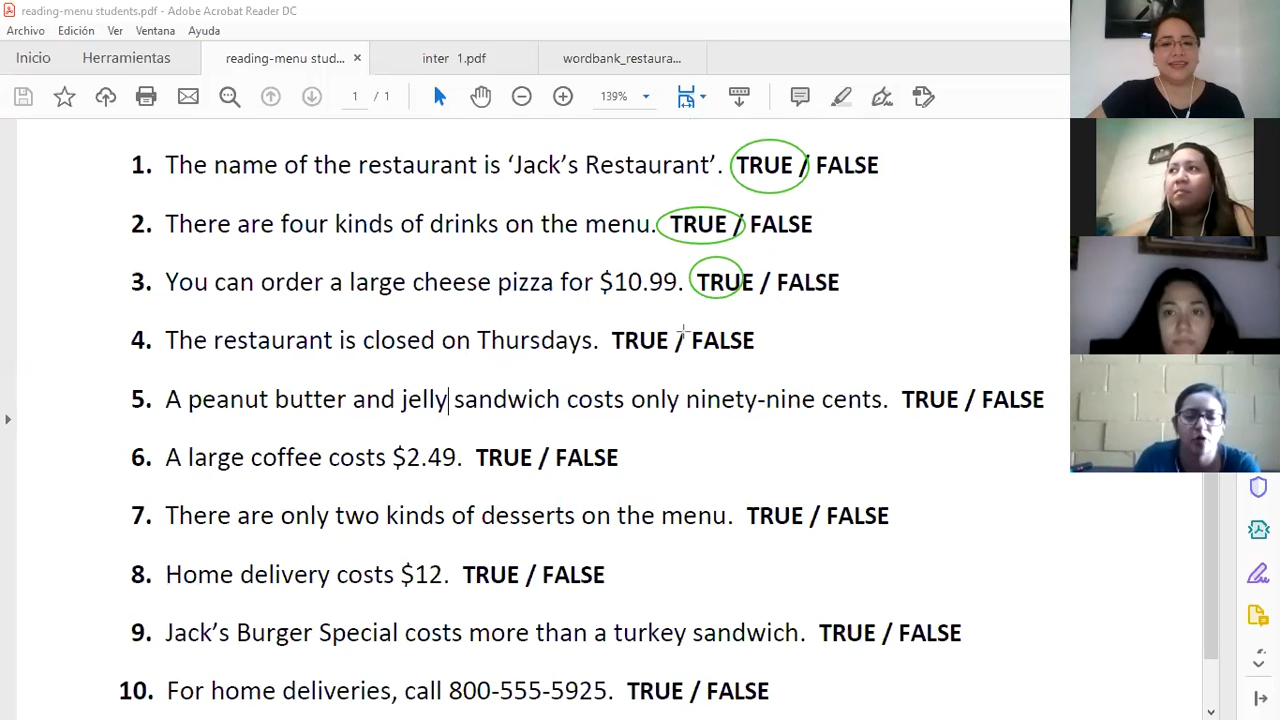 reading-menu students.pdf - Adobe Acrobat Reader DC
Archivo Edición Ver Ventana Ayuda
Inicio Herramientas reading-menu stud... × inter 1.pdf wordbank_restaura...
1 / 1 139%
1. The name of the restaurant is ‘Jack’s Restaurant’. TRUE / FALSE
2. There are four kinds of drinks on the menu. TRUE / FALSE
3. You can order a large cheese pizza for $10.99. TRUE / FALSE
4. The restaurant is closed on Thursdays. TRUE / FALSE
5. A peanut butter and jelly sandwich costs only ninety-nine cents. TRUE / FALSE
6. A large coffee costs $2.49. TRUE / FALSE
7. There are only two kinds of desserts on the menu. TRUE / FALSE
8. Home delivery costs $12. TRUE / FALSE
9. Jack’s Burger Special costs more than a turkey sandwich. TRUE / FALSE
10. For home deliveries, call 800-555-5925. TRUE / FALSE